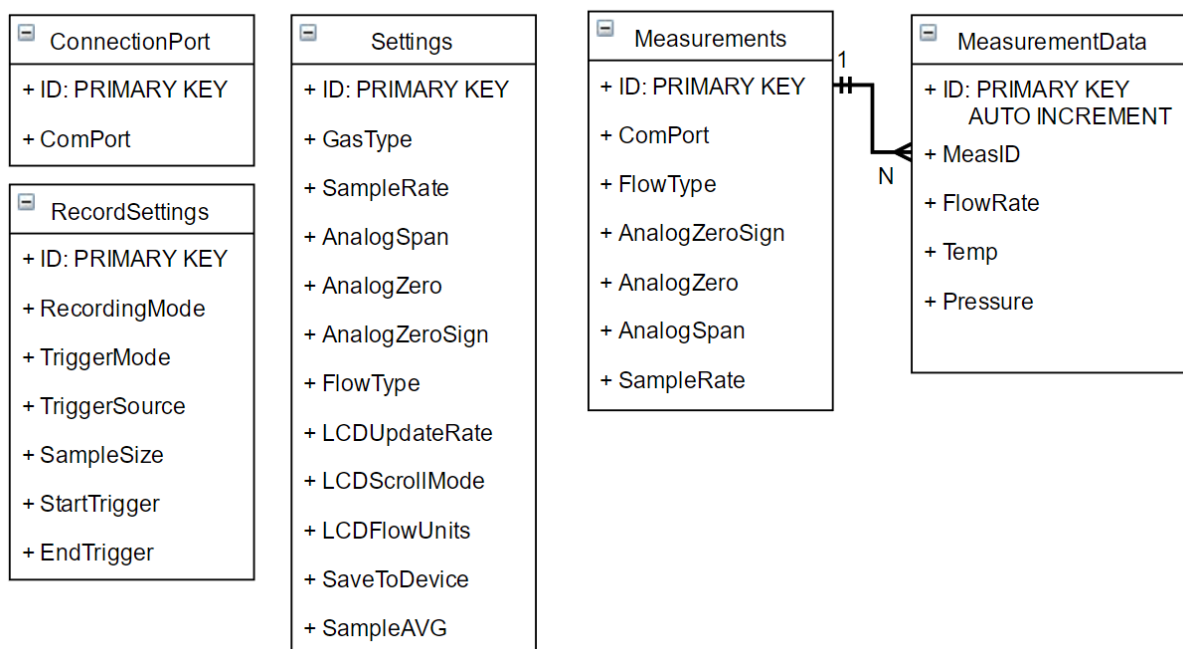 ConnectionPort
+ ID: PRIMARY KEY
+ ComPort
RecordSettings
+ ID: PRIMARY KEY
+ RecordingMode
+ TriggerMode
+ TriggerSource
+ SampleSize
+ StartTrigger
+ EndTrigger
Settings
+ ID: PRIMARY KEY
+ GasType
+ SampleRate
+ AnalogSpan
+ AnalogZero
+ AnalogZeroSign
+ FlowType
+ LCDUpdateRate
+ LCDScrollMode
+ LCDFlowUnits
+ SaveToDevice
+ SampleAVG
Measurements
+ ID: PRIMARY KEY
+ ComPort
+ FlowType
+ AnalogZeroSign
+ AnalogZero
+ AnalogSpan
+ SampleRate
1
N
MeasurementData
+ ID: PRIMARY KEY
AUTO INCREMENT
+ MeasID
+ FlowRate
+ Temp
+ Pressure